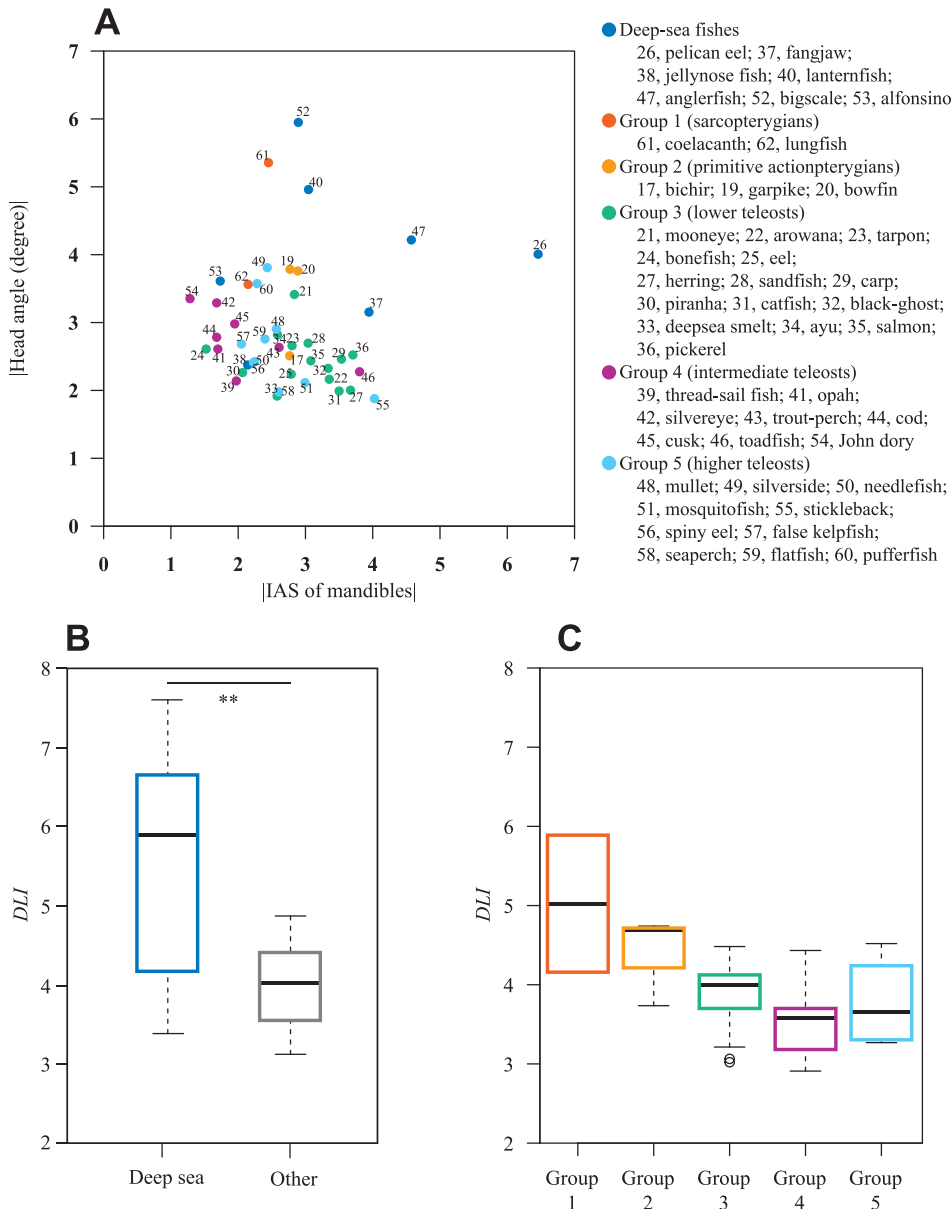 A
|Head angle (degree)|
7
6
5
4
3
2
1
0
52
61
40
47
26
49
19
20
53
62
60
54
42
21
37
45
48
44
57
59
34
23
28
24
41
43
17
35
29
36
38
50
32
30
56
25
22
46
39
33
58
51
31
27
55
0 1 2 3 4 5 6 7
|IAS of mandibles|
Deep-sea fishes
26, pelican eel; 37, fangjaw;
38, jellynose fish; 40, lanternfish;
47, anglerfish; 52, bigscale; 53, alfonsino
Group 1 (sarcopterygians)
61, coelacanth; 62, lungfish
Group 2 (primitive actionpterygians)
17, bichir; 19, garpike; 20, bowfin
Group 3 (lower teleosts)
21, mooneye; 22, arowana; 23, tarpon;
24, bonefish; 25, eel;
27, herring; 28, sandfish; 29, carp;
30, piranha; 31, catfish; 32, black-ghost;
33, deepsea smelt; 34, ayu; 35, salmon;
36, pickerel
Group 4 (intermediate teleosts)
39, thread-sail fish; 41, opah;
42, silvereye; 43, trout-perch; 44, cod;
45, cusk; 46, toadfish; 54, John dory
Group 5 (higher teleosts)
48, mullet; 49, silverside; 50, needlefish;
51, mosquitofish; 55, stickleback;
56, spiny eel; 57, false kelpfish;
58, seaperch; 59, flatfish; 60, pufferfish
B
DLI
8
7
6
5
4
3
2
**
Deep sea Other
C
DLI
8
7
6
5
4
3
2
Group Group Group Group Group
1 2 3 4 5